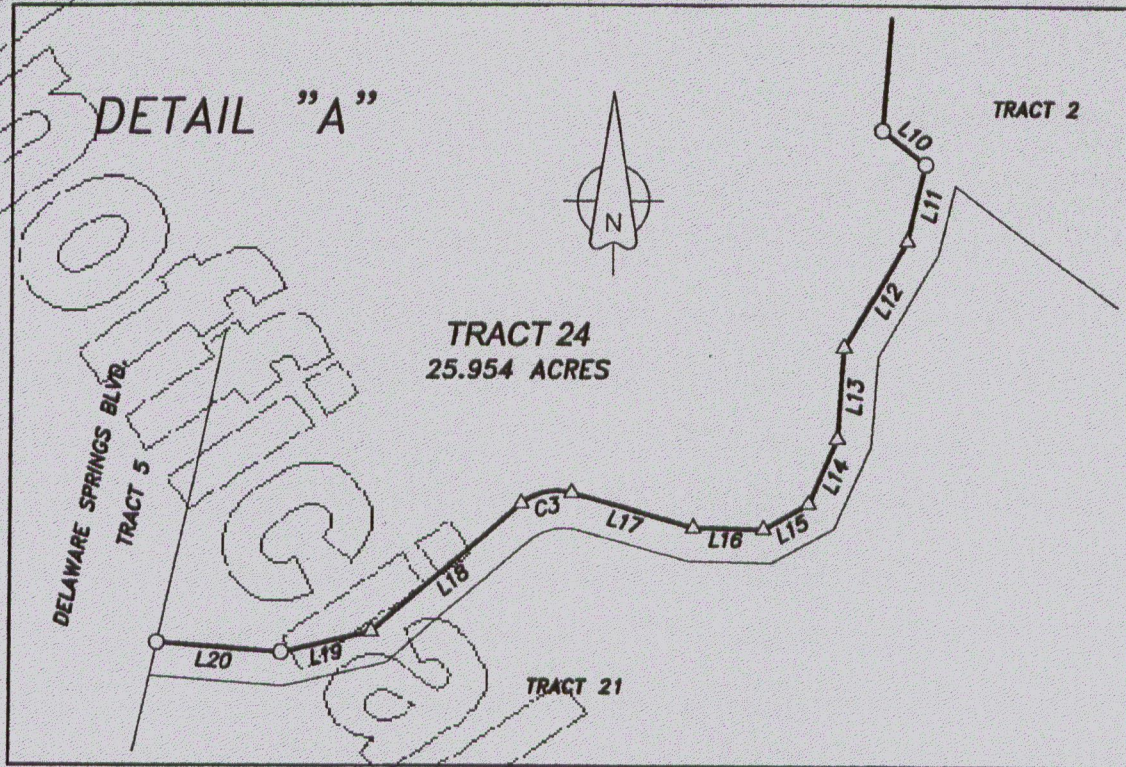 DETAIL "A"
TRACT 2
L10
L11
N
L12
TRACT 24
25.954 ACRES
L13
DELAWARE SPRINGS BLVD.
TRACT 5
L14
C3
L17
L16
L15
L18
L20
L19
TRACT 21